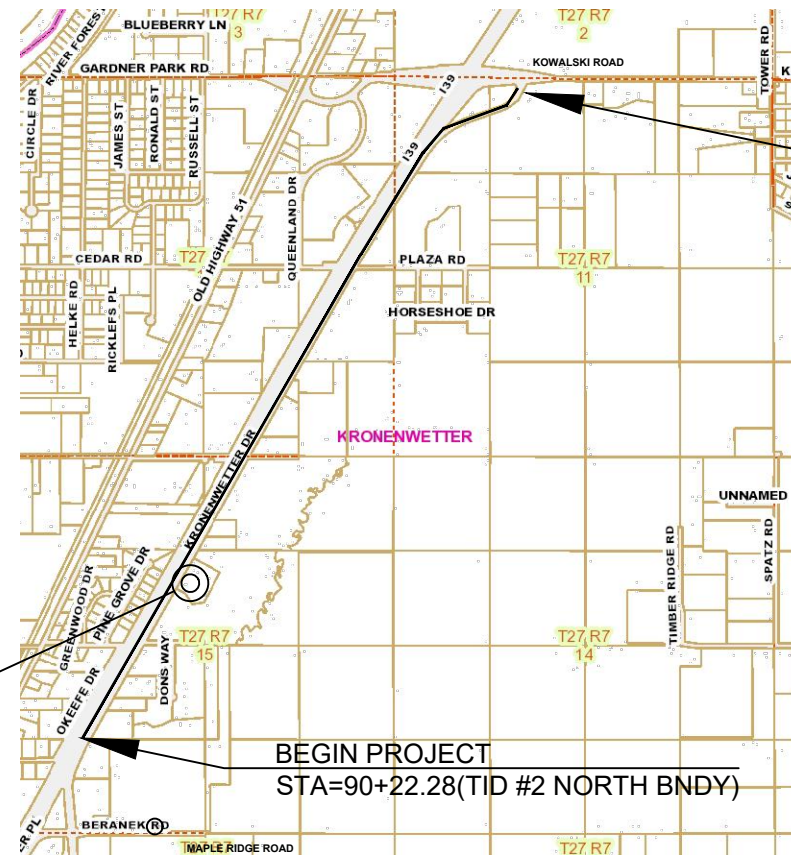 T27 R7
3
BLUEBERRY LN
RIVER FOREST
T27 R7
2
TOWER RD
KOWALSKI ROAD
GARDNER PARK RD
K
I39
CIRCLE DR
JAMES ST
RONALD ST
RUSSELL ST
I39
QUEENLAND DR
OLD HIGHWAY 51
CEDAR RD
T27
PLAZA RD
T27 R7
11
HELKE RD
RICKLEFS PL
HORSESHOE DR
KRONENWETTER
KRONENWETTER DR
UNNAMED
SPATZ RD
TIMBER RIDGE RD
GREENWOOD DR
PINE GROVE DR
T27 R7
15
T27 R7
14
DONS WAY
OKEEFE DR
BEGIN PROJECT
STA=90+22.28(TID #2 NORTH BNDY)
BERANEK RD
R
ER PL
MAPLE RIDGE ROAD
T27 R7